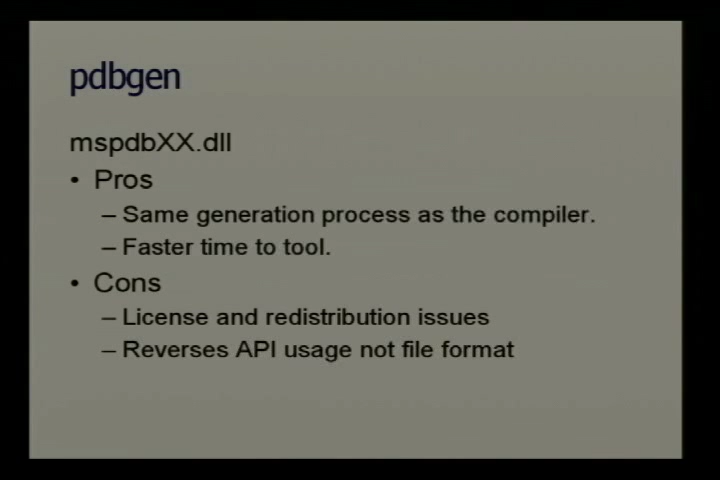 pdbgen
mspdbXX.dll
• Pros
– Same generation process as the compiler.
– Faster time to tool.
• Cons
– License and redistribution issues
– Reverses API usage not file format